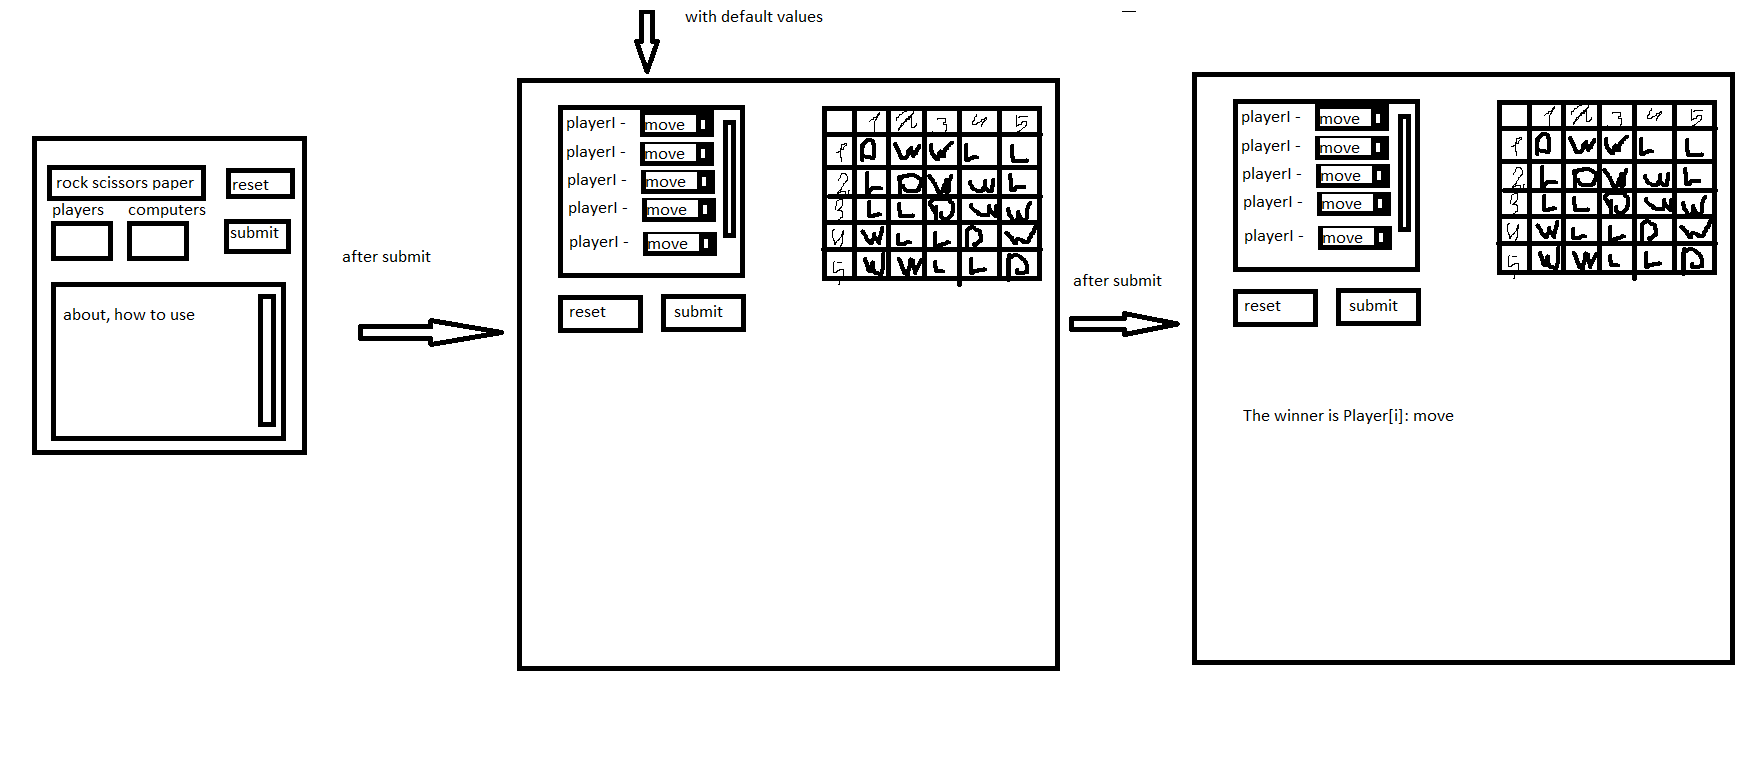 with default values
rock scissors paper
reset
players computers
submit
about, how to use
after submit
playerI - move
playerI - move
playerI - move
playerI - move
playerI - move
reset submit
1 2 3 4 5
1 D W W L L
2 L D W W L
3 L L D W W
4 W L L D W
5 W W L L D
after submit
playerI - move
playerI - move
playerI - move
playerI - move
playerI - move
reset submit
1 2 3 4 5
1 D W W L L
2 L D W W L
3 L L D W W
4 W L L D W
5 W W L L D
The winner is Player[i]: move